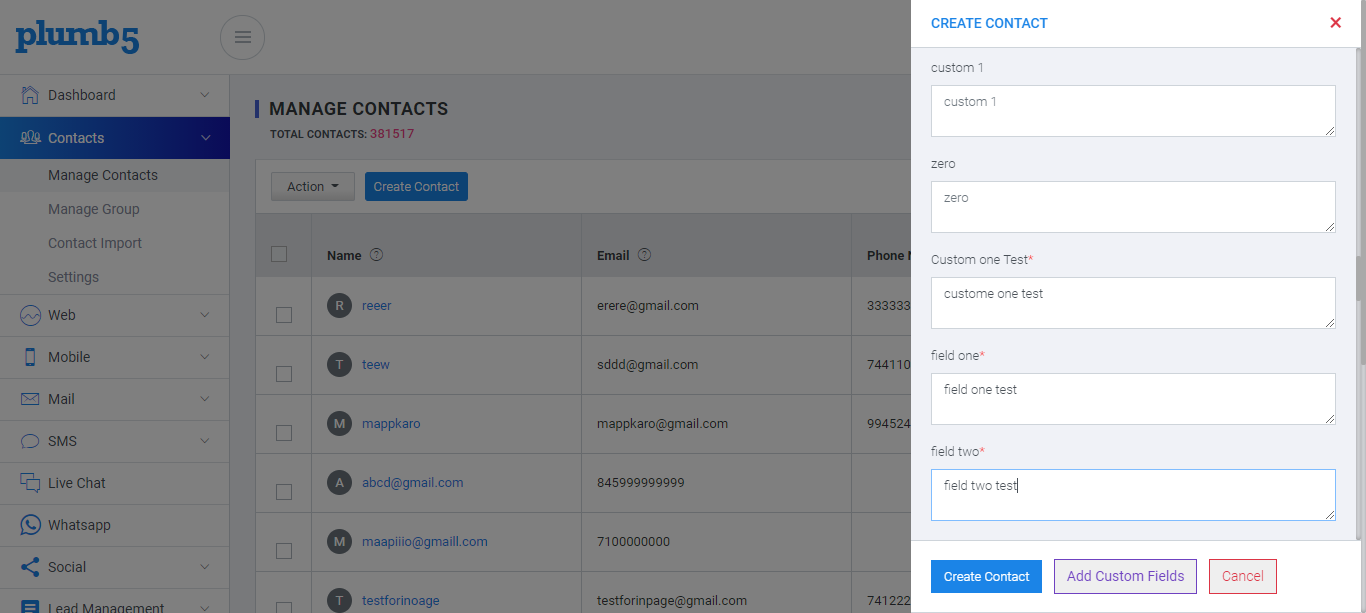 plumb5
Dashboard
Contacts
Manage Contacts
Manage Group
Contact Import
Settings
Web
Mobile
Mail
SMS
Live Chat
Whatsapp
Social
Lead Management
MANAGE CONTACTS
TOTAL CONTACTS: 381517
Action Create Contact
Name ? Email ? Phone
R reeer erere@gmail.com 333333
T teew sddd@gmail.com 744110
M mappkaro mappkaro@gmail.com 994524
A abcd@gmail.com 845999999999
M maapiiio@gmaill.com 7100000000
T testforinoage testforinpage@gmail.com 741222
CREATE CONTACT
custom 1
custom 1
zero
zero
Custom one Test*
custome one test
field one*
field one test
field two*
field two test
Create Contact Add Custom Fields Cancel